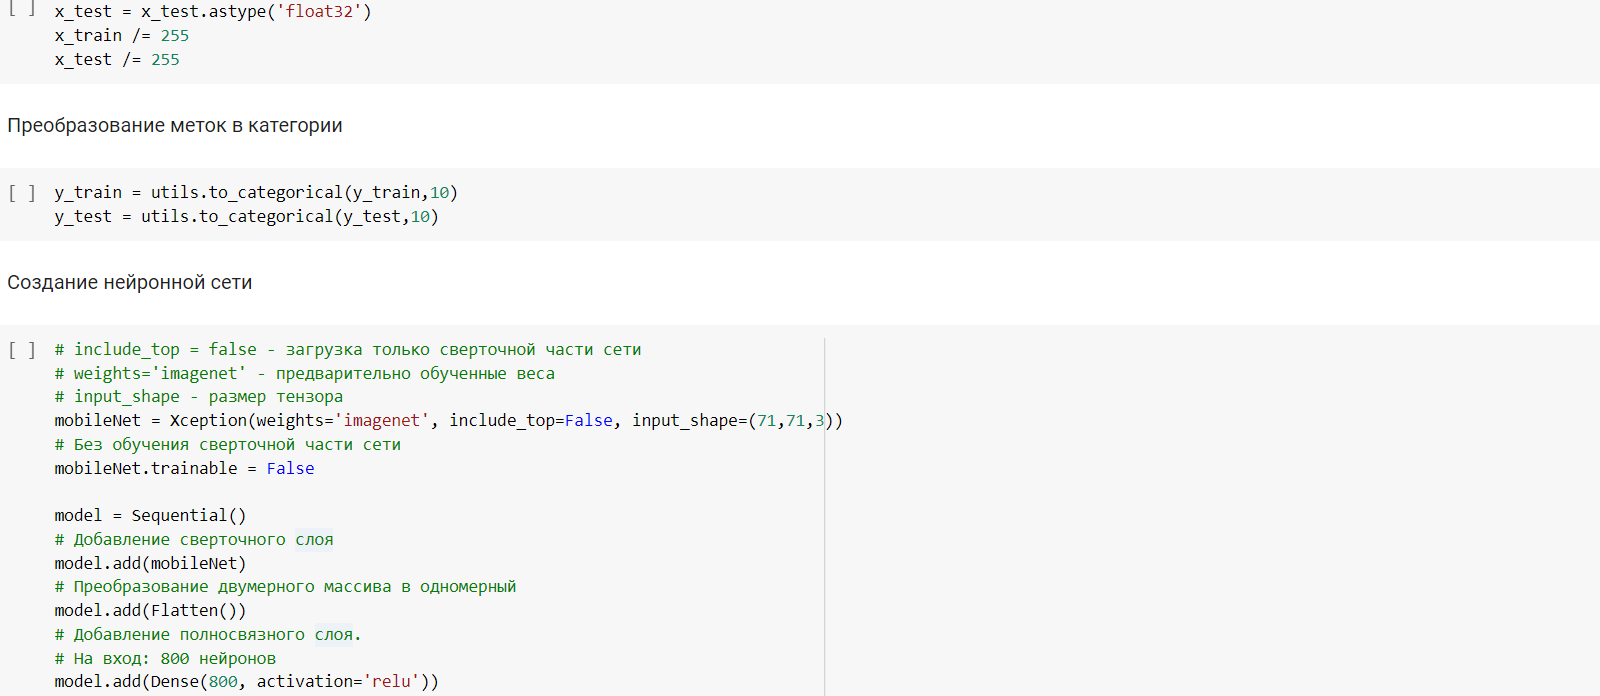 [ ] x_test = x_test.astype('float32')
x_train /= 255
x_test /= 255
Преобразование меток в категории
[ ] y_train = utils.to_categorical(y_train,10)
y_test = utils.to_categorical(y_test,10)
Создание нейронной сети
[ ] # include_top = false - загрузка только сверточной части сети
# weights='imagenet' - предварительно обученные веса
# input_shape - размер тензора
mobileNet = Xception(weights='imagenet', include_top=False, input_shape=(71,71,3))
# Без обучения сверточной части сети
mobileNet.trainable = False
model = Sequential()
# Добавление сверточного слоя
model.add(mobileNet)
# Преобразование двумерного массива в одномерный
model.add(Flatten())
# Добавление полносвязного слоя.
# На вход: 800 нейронов
model.add(Dense(800, activation='relu'))